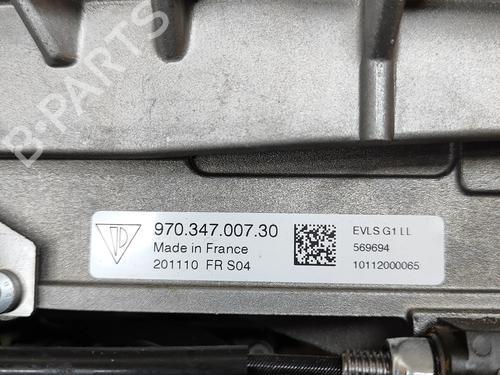 B-PARTS
970.347.007.30
Made in France
201110 FR S04
EVLS G1 LL
569694
10112000065